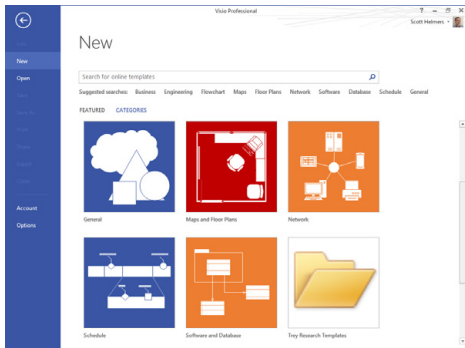 Visio Professional
? – ×
Scott Helmers
New
New
Open
Account
Options
Search for online templates
Suggested searches: Business Engineering Flowchart Maps Floor Plans Network Software Database Schedule General
FEATURED CATEGORIES
General Maps and Floor Plans Network
Schedule Software and Database Trey Research Templates